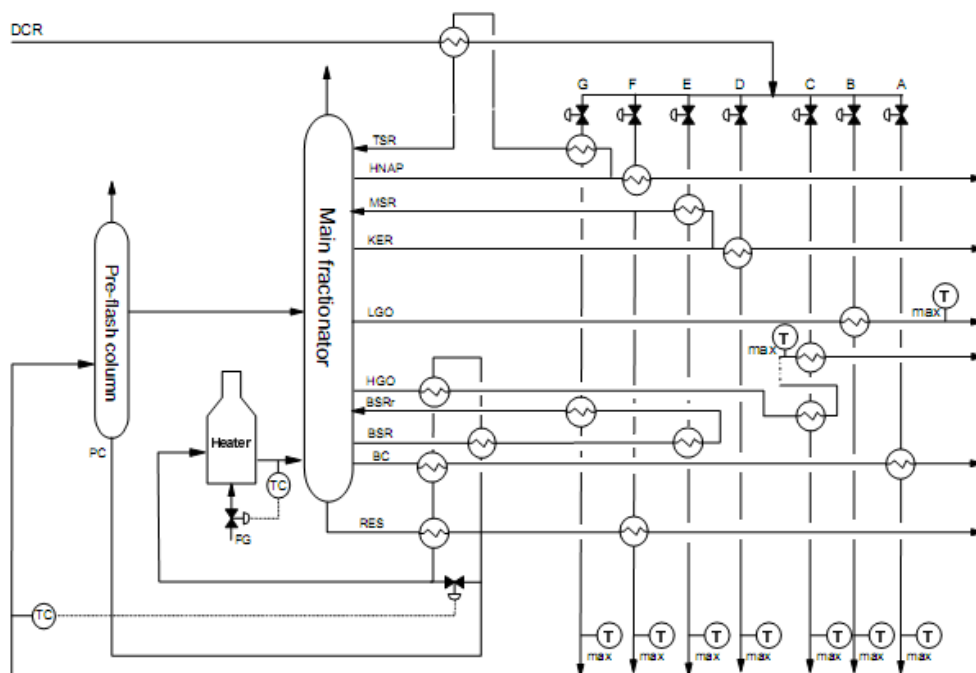 DCR
G F E D C B A
TSR
HNAP
MSR
KER
LGO
T
max
T
max
HGO
BSRr
BSR
BC
RES
Main fractionator
Pre-flash column
PC
Heater
TC
FG
TC
T T T T T T T
max max max max max max max